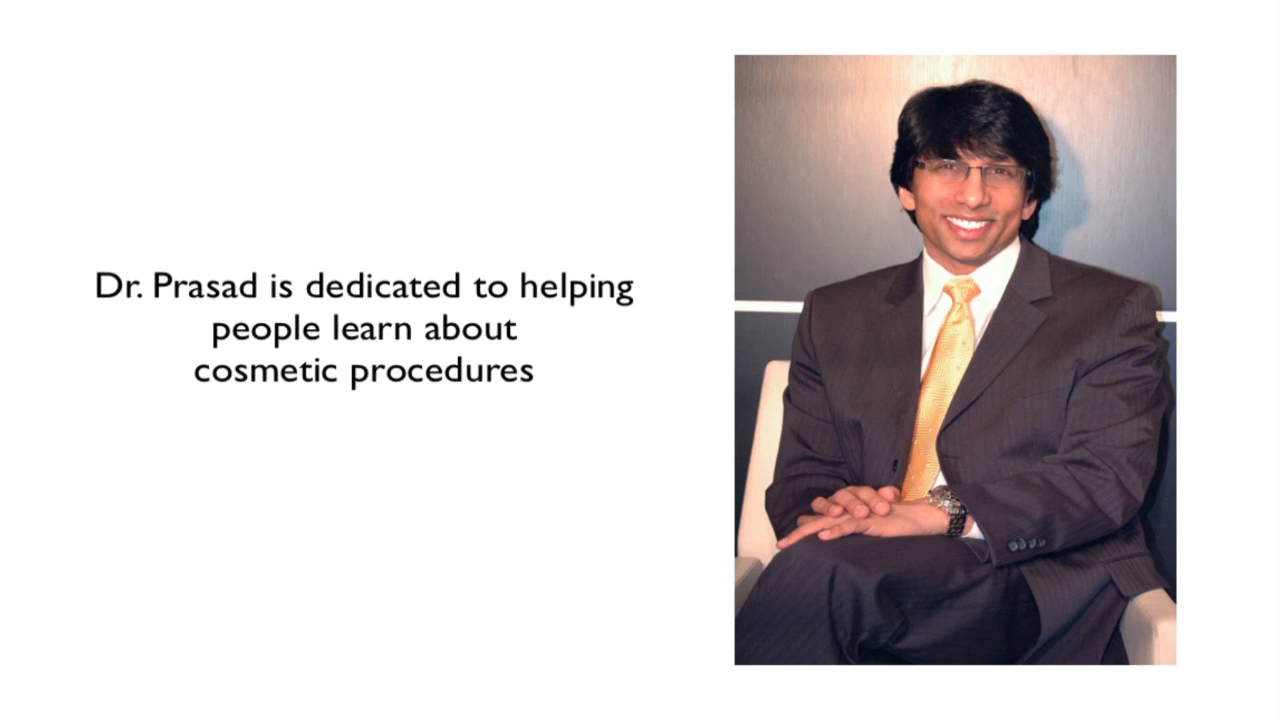 Dr. Prasad is dedicated to helping
people learn about
cosmetic procedures